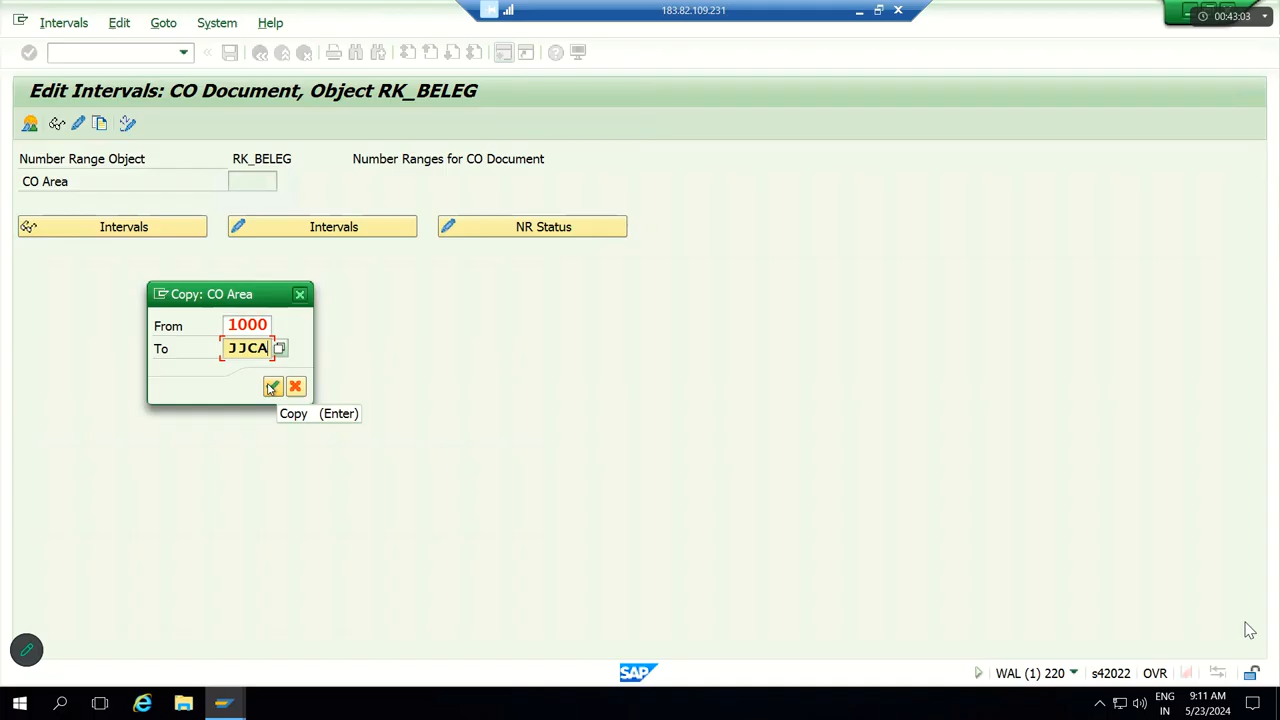 183.82.109.231
00:43:03
Intervals Edit Goto System Help
Edit Intervals: CO Document, Object RK_BELEG
Number Range Object RK_BELEG Number Ranges for CO Document
CO Area
Intervals Intervals NR Status
Copy: CO Area
From 1000
To JJCA
Copy (Enter)
SAP
WAL (1) 220 s42022 OVR
ENG 9:11 AM
IN 5/23/2024